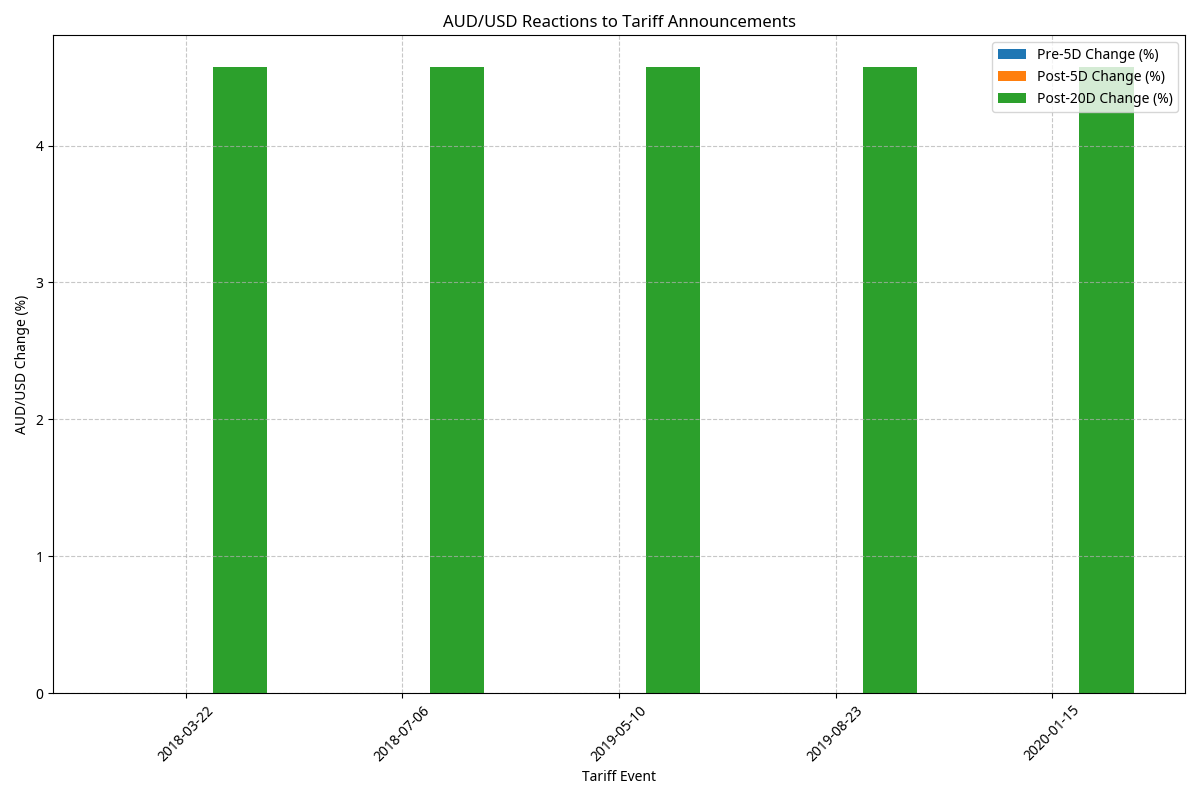 AUD/USD Reactions to Tariff Announcements
Pre-5D Change (%)
Post-5D Change (%)
Post-20D Change (%)
AUD/USD Change (%)
4
3
2
1
0
2018-03-22
2018-07-06
2019-05-10
2019-08-23
2020-01-15
Tariff Event